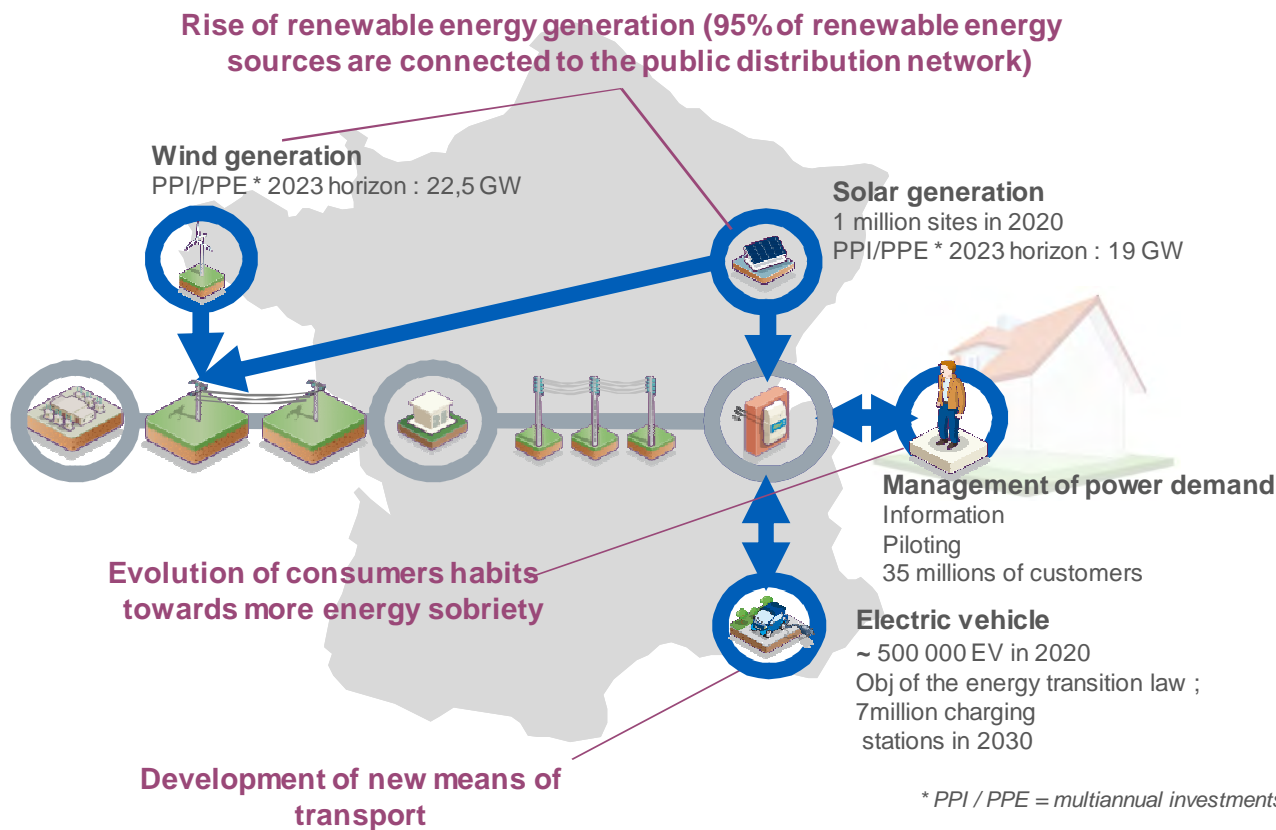 Rise of renewable energy generation (95% of renewable energy
sources are connected to the public distribution network)
Wind generation
PPI/PPE * 2023 horizon : 22,5 GW
Solar generation
1 million sites in 2020
PPI/PPE * 2023 horizon : 19 GW
Management of power demand
Information
Piloting
35 millions of customers
Evolution of consumers habits
towards more energy sobriety
Electric vehicle
~ 500 000 EV in 2020
Obj of the energy transition law ;
7million charging
stations in 2030
Development of new means of
transport
* PPI / PPE = multiannual investments